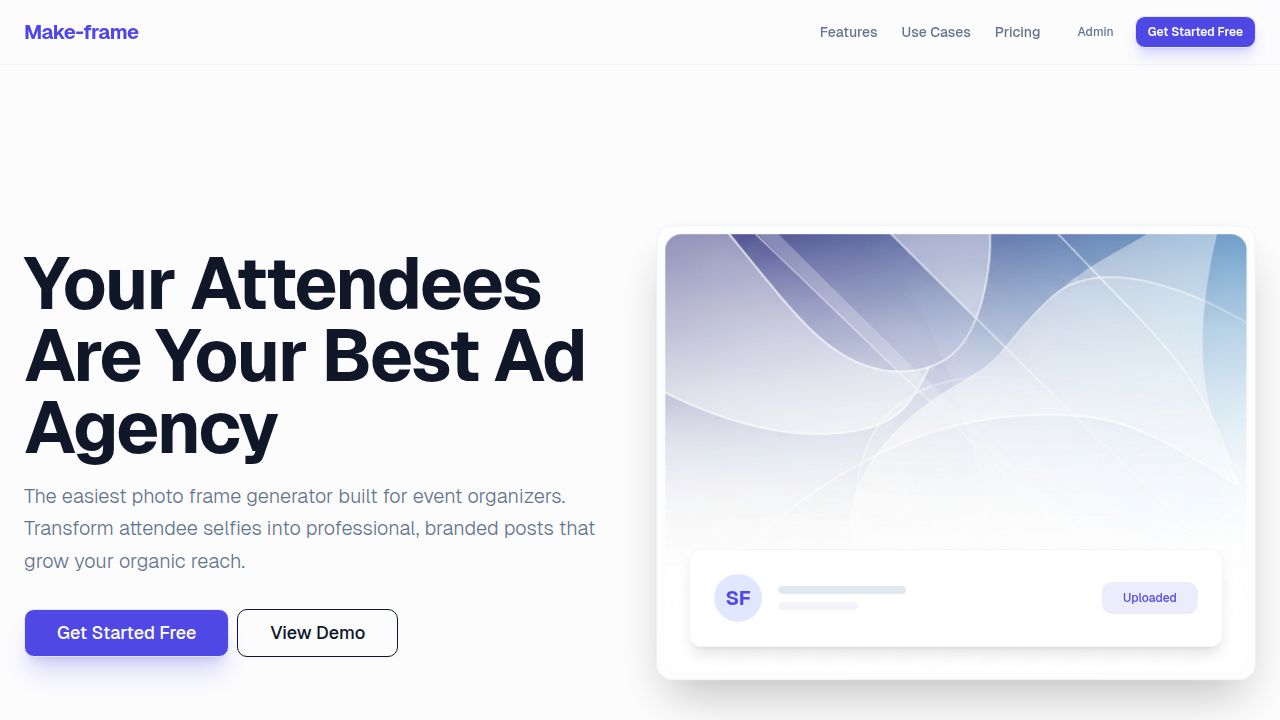 Make-frame
Features
Use Cases
Pricing
Admin
Get Started Free
Your Attendees
Are Your Best Ad
Agency
The easiest photo frame generator built for event organizers.
Transform attendee selfies into professional, branded posts that
grow your organic reach.
Get Started Free
View Demo
SF
Uploaded